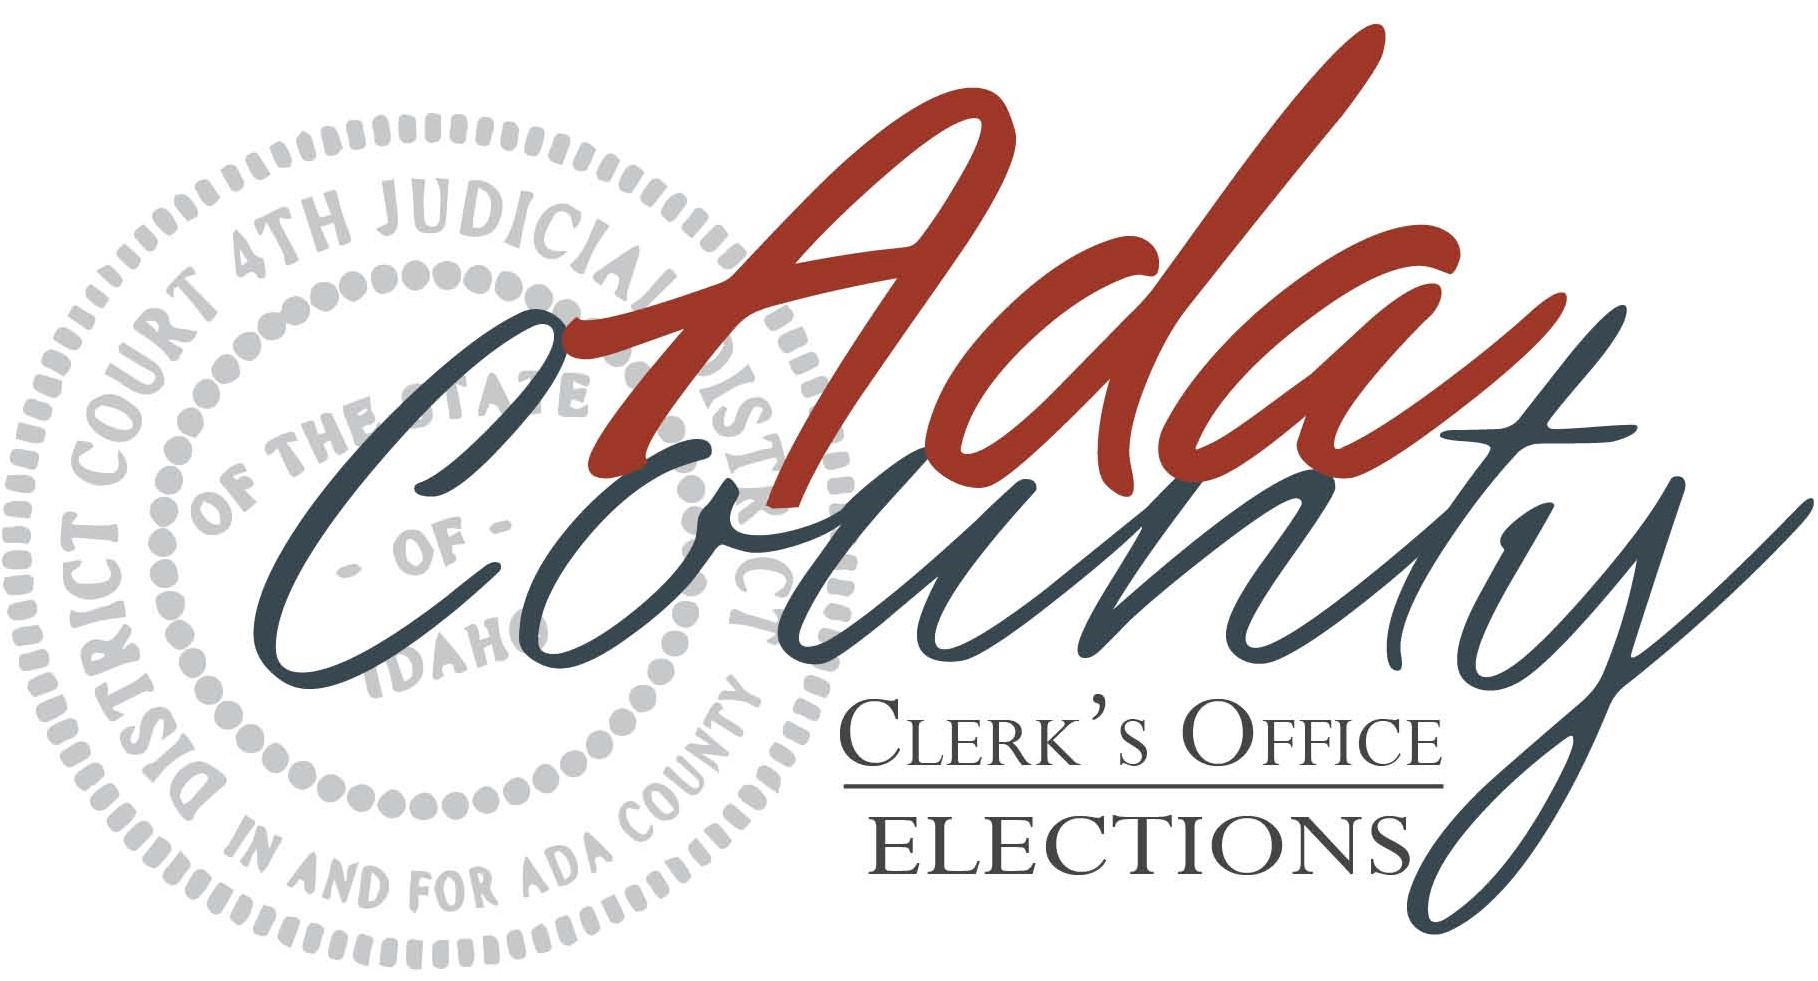 Ada
County
CLERK'S OFFICE
ELECTIONS
DISTRICT COURT 4TH JUDICIAL DISTRICT
IN AND FOR ADA COUNTY
OF THE STATE
- OF -
IDAHO